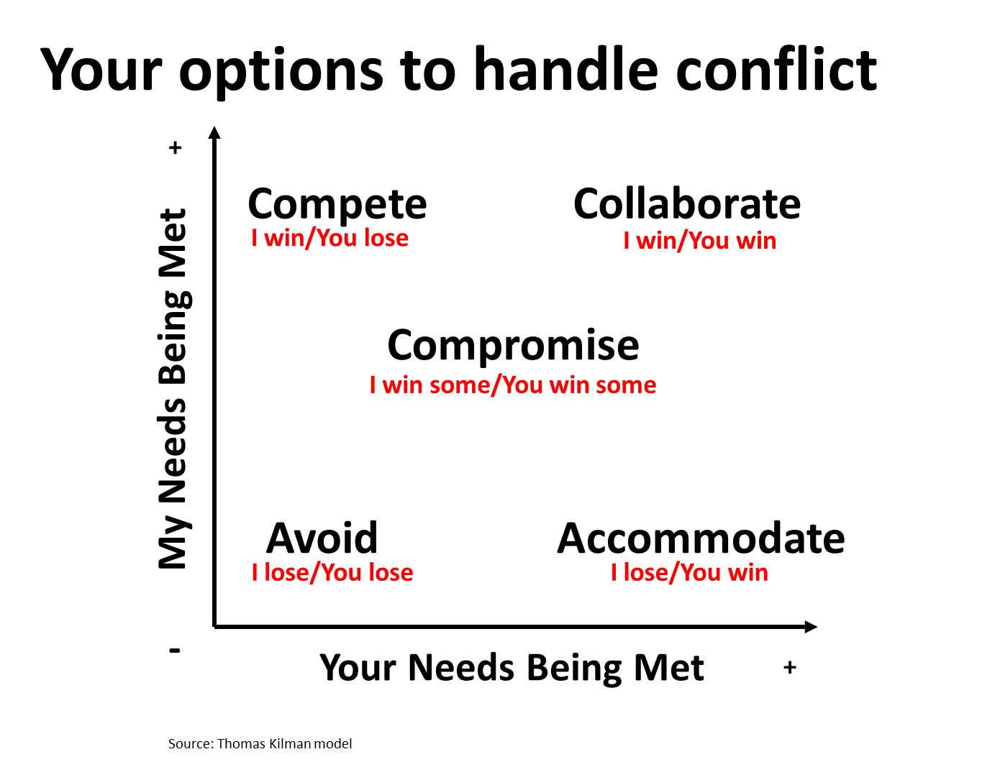 Your options to handle conflict
+
My Needs Being Met
Compete
I win/You lose
Collaborate
I win/You win
Compromise
I win some/You win some
Avoid
I lose/You lose
Accommodate
I lose/You win
-
Your Needs Being Met
+
Source: Thomas Kilman model